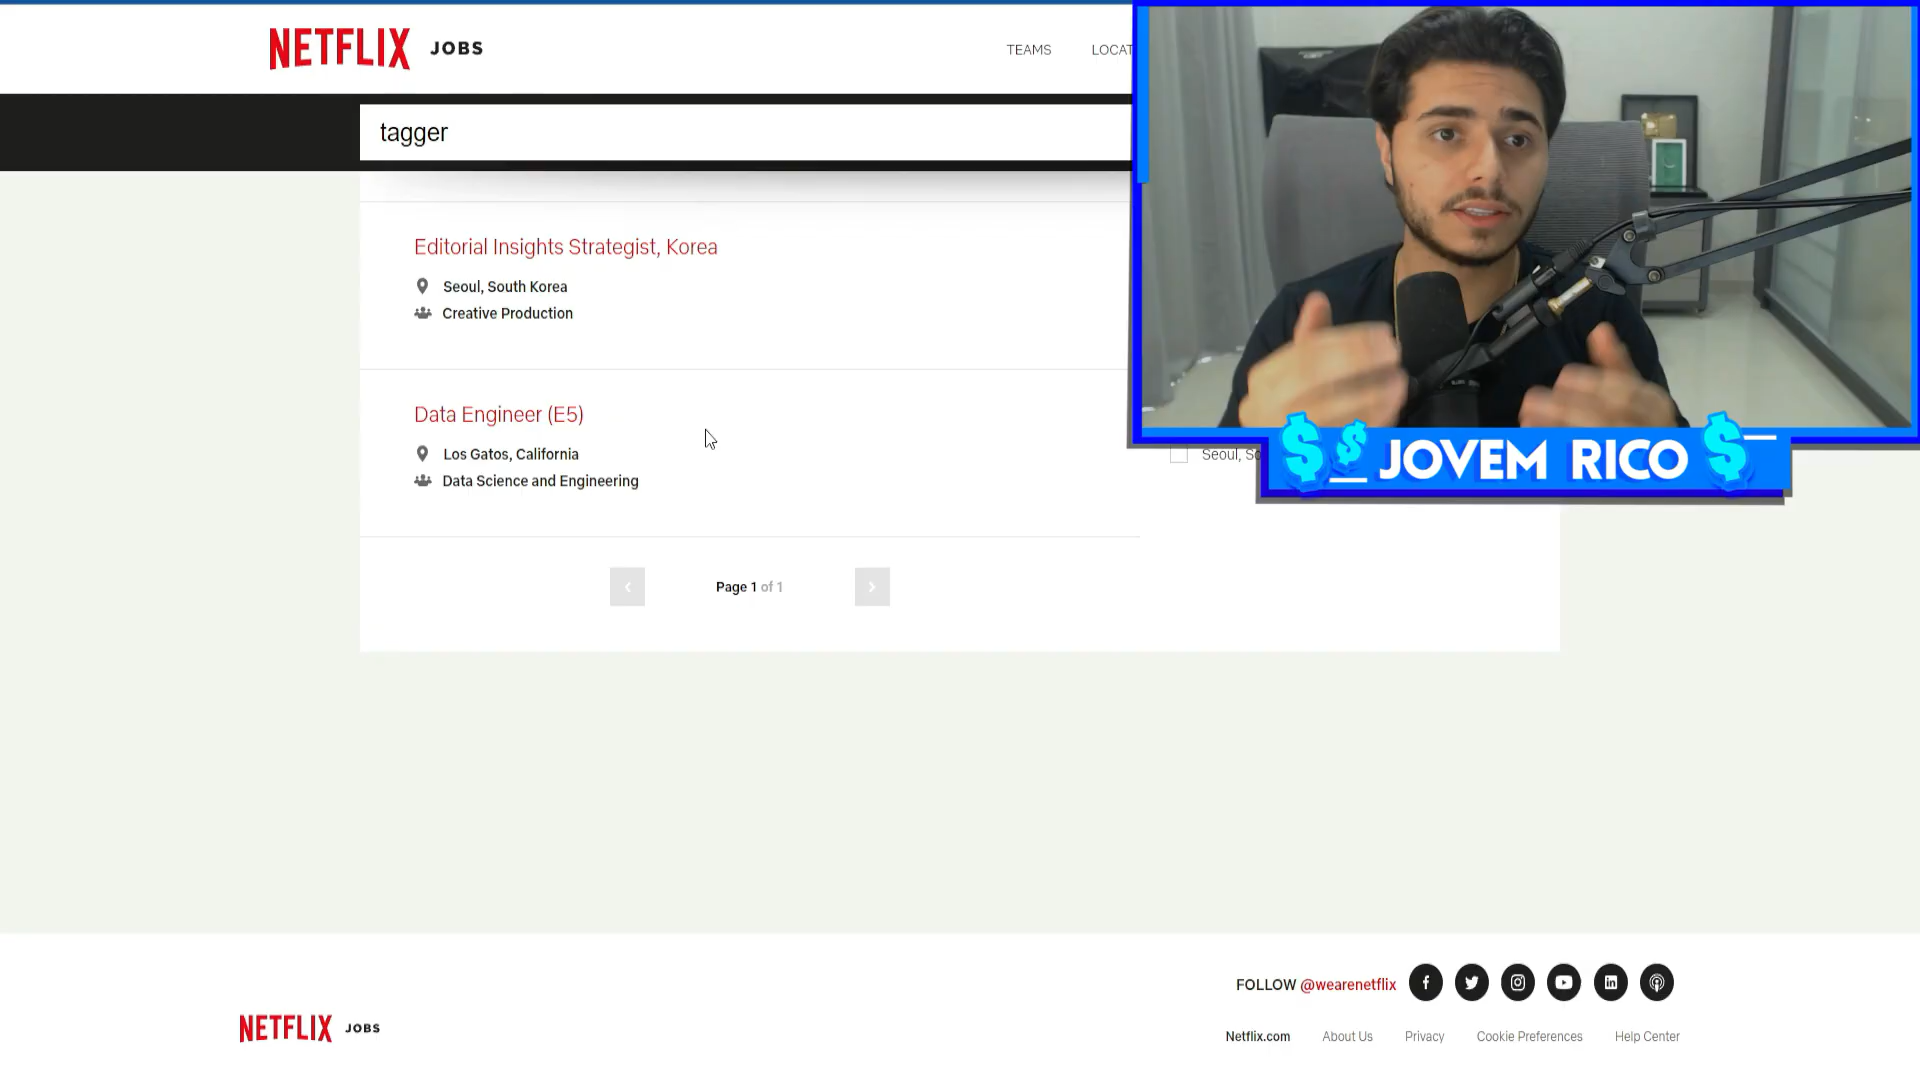 NETFLIX JOBS
TEAMS
tagger
Editorial Insights Strategist, Korea
Seoul, South Korea
Creative Production
Data Engineer (E5)
Los Gatos, California
Data Science and Engineering
Seoul,
$ $ JOVEM RICO $
Page 1 of 1
FOLLOW @wearenetflix
NETFLIX JOBS
Netflix.com About Us Privacy Cookie Preferences Help Center